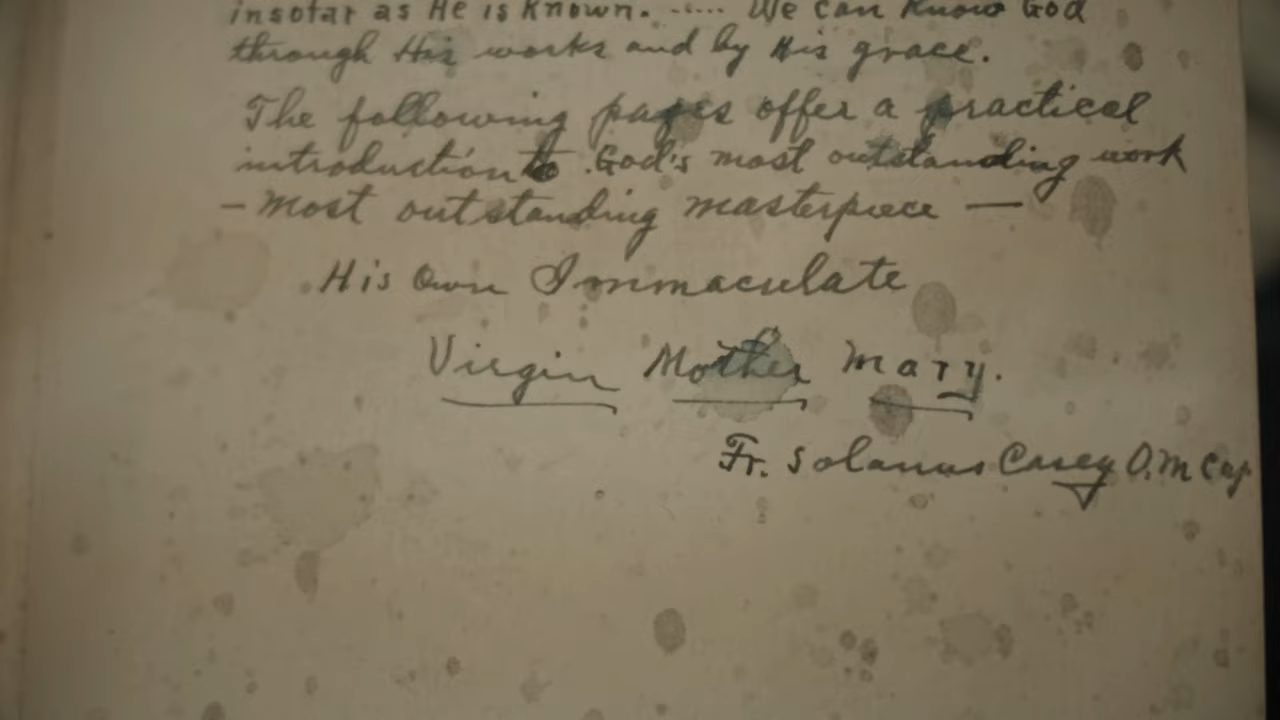 insofar as He is Known. ..... We can Know God
through His works and by His grace.
The following pages offer a practical
introduction to God's most outstanding work
– most outstanding masterpiece —
His Own Immaculate
Virgin Mother Mary.
Fr. Solanus Casey O.M Cap